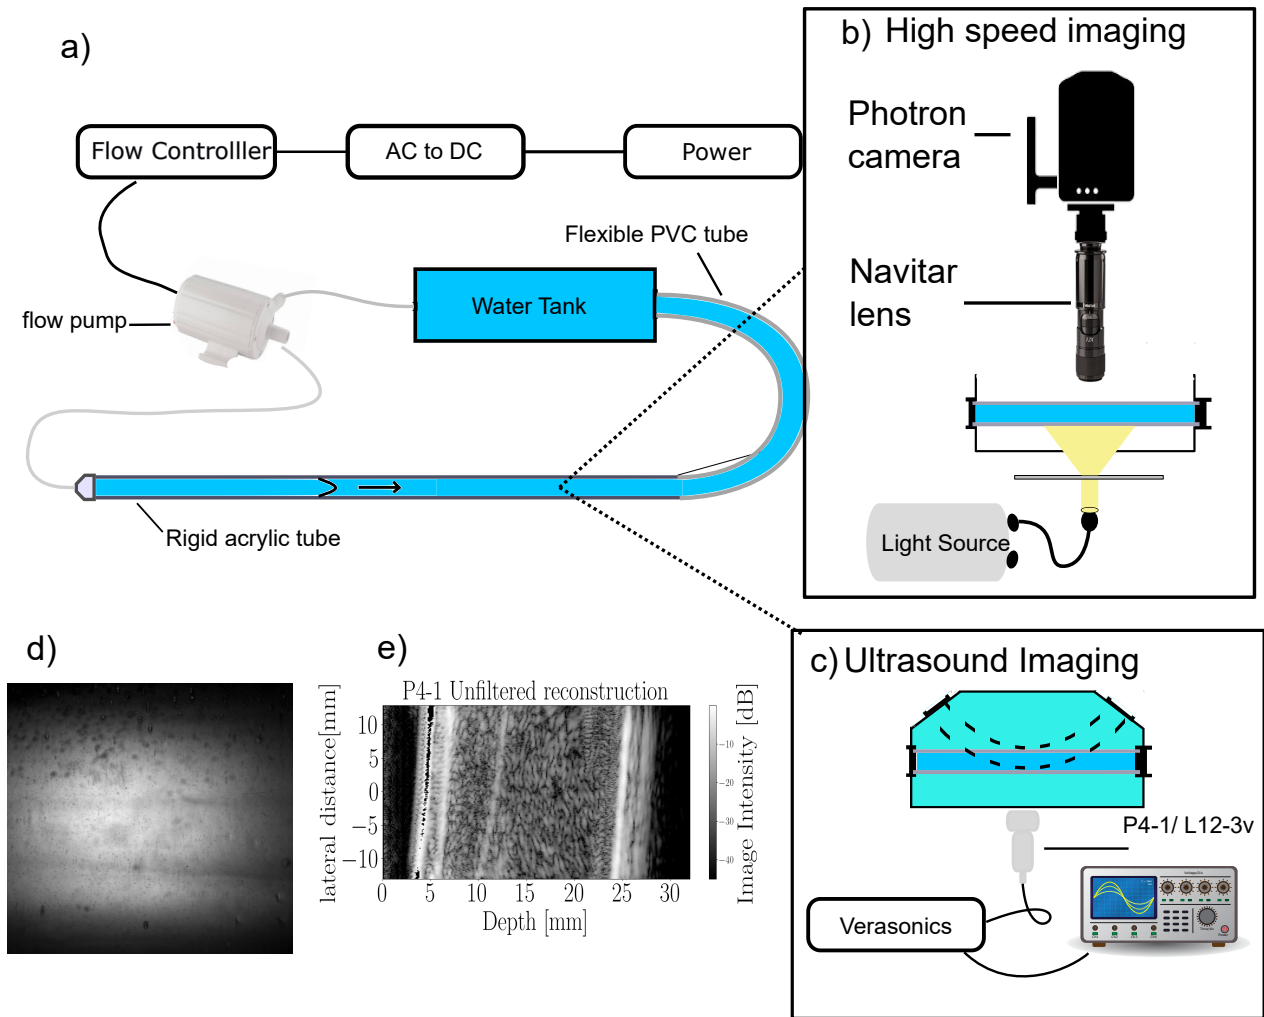 a)
Flow Controlller
AC to DC
Power
Flexible PVC tube
Water Tank
flow pump
Rigid acrylic tube
b) High speed imaging
Photron
camera
Navitar
lens
Light Source
c) Ultrasound Imaging
P4-1/ L12-3v
Verasonics
d)
e)
P4-1 Unfiltered reconstruction
lateral distance[mm]
10
5
0
−5
−10
0 5 10 15 20 25 30
Depth [mm]
−10
−20
−30
−40
Image Intensity [dB]